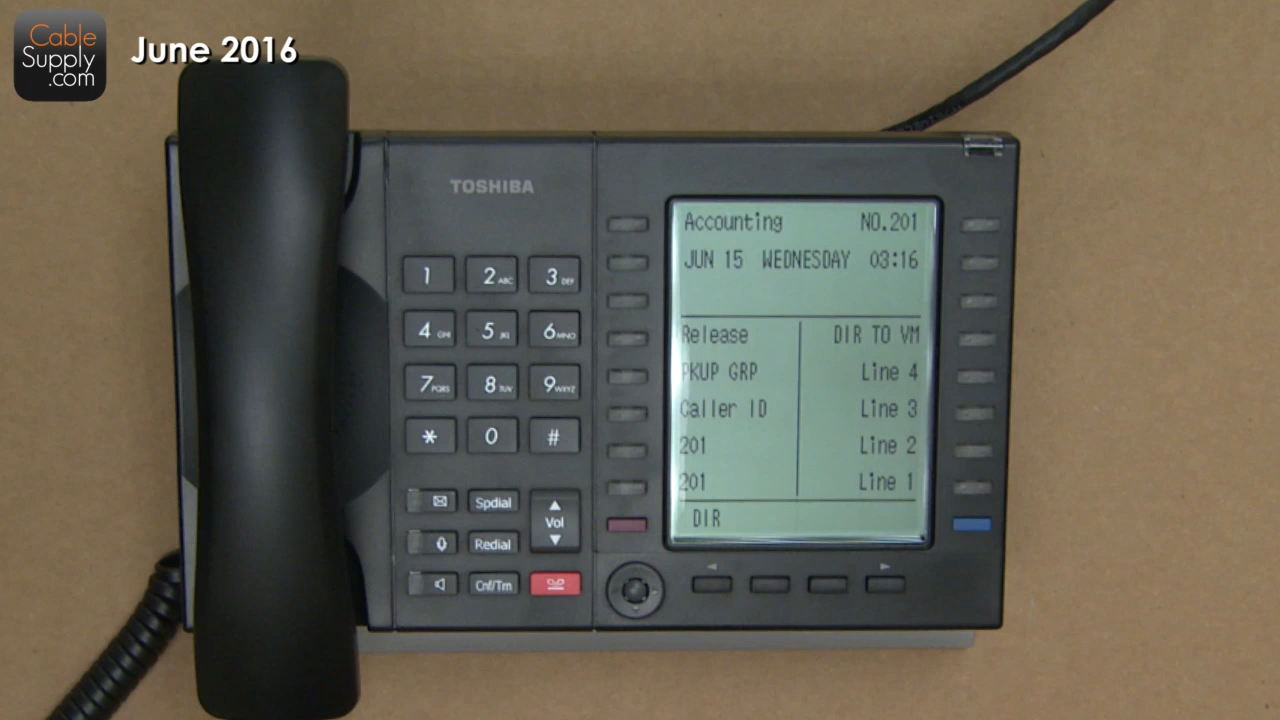 Cable
Supply
.com
June 2016
TOSHIBA
Accounting NO.201
JUN 15 WEDNESDAY 03:16
Release DIR TO VM
PKUP GRP Line 4
Caller ID Line 3
201 Line 2
201 Line 1
DIR
1 2 ABC 3 DEF
4 GHI 5 JKL 6 MNO
7 PQRS 8 TUV 9 WXYZ
* 0 #
Spdial
Vol
Redial
Cnf/Trn